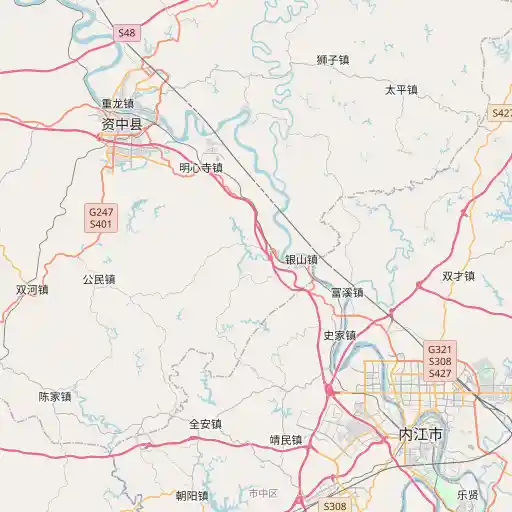 S48
狮子镇
太平镇
重龙镇
S427
资中县
明心寺镇
G247
S401
银山镇
双才镇
公民镇
双河镇
富溪镇
史家镇
G321
S308
S427
陈家镇
全安镇
内江市
靖民镇
朝阳镇
市中区
乐贤
S308